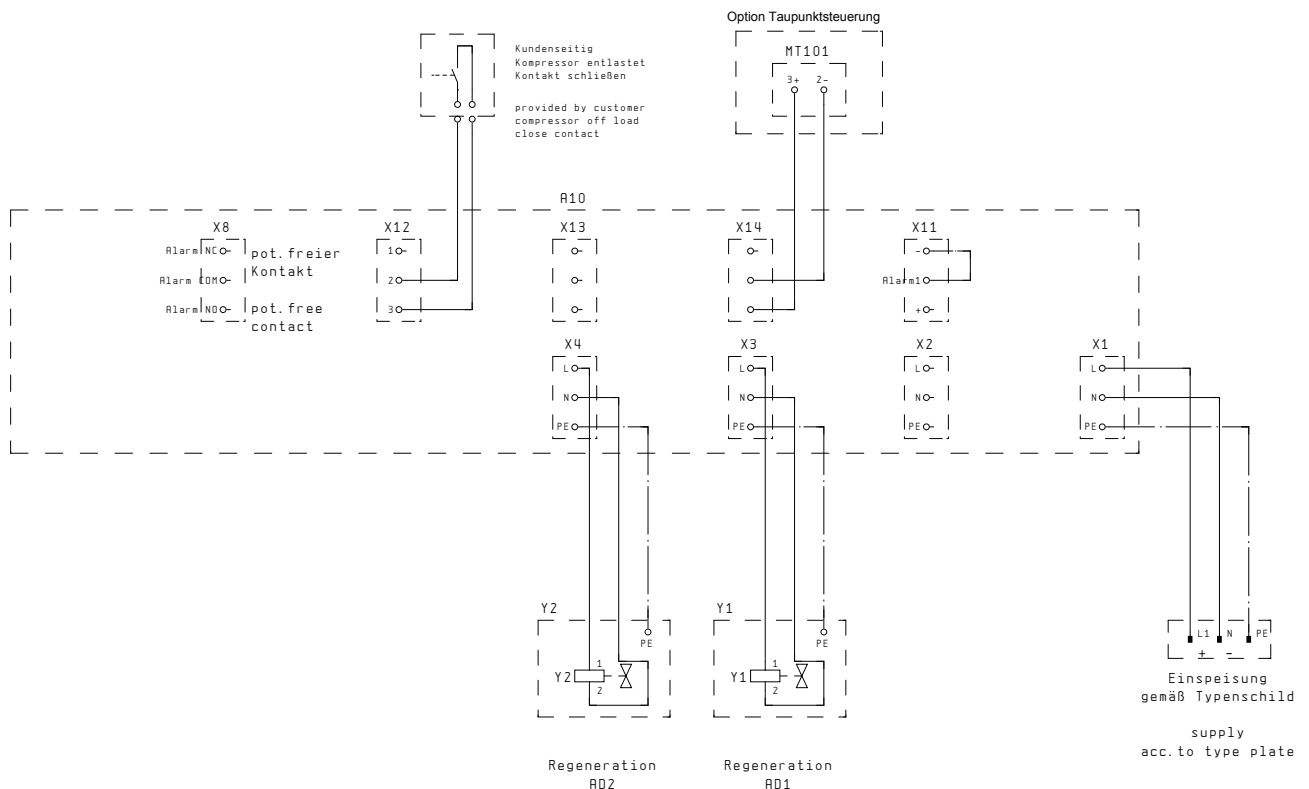 Option Taupunktsteuerung
Kundenseitig
Kompressor entlastet
Kontakt schließen
provided by customer
compressor off load
close contact
MT101
3+ 2-
A10
X8 X12 X13 X14 X11
Alarm NC
Alarm COM
Alarm NO
pot.freier
Kontakt
pot.free
contact
1
2
3
-
Alarm1
+
X4 X3 X2 X1
L L L L
N N N N
PE PE PE PE
Y2 Y1
PE PE
Y2 1 2
Y1 1 2
L1 N PE
+ -
Einspeisung
gemäß Typenschild
supply
acc.to type plate
Regeneration
AD2
Regeneration
AD1